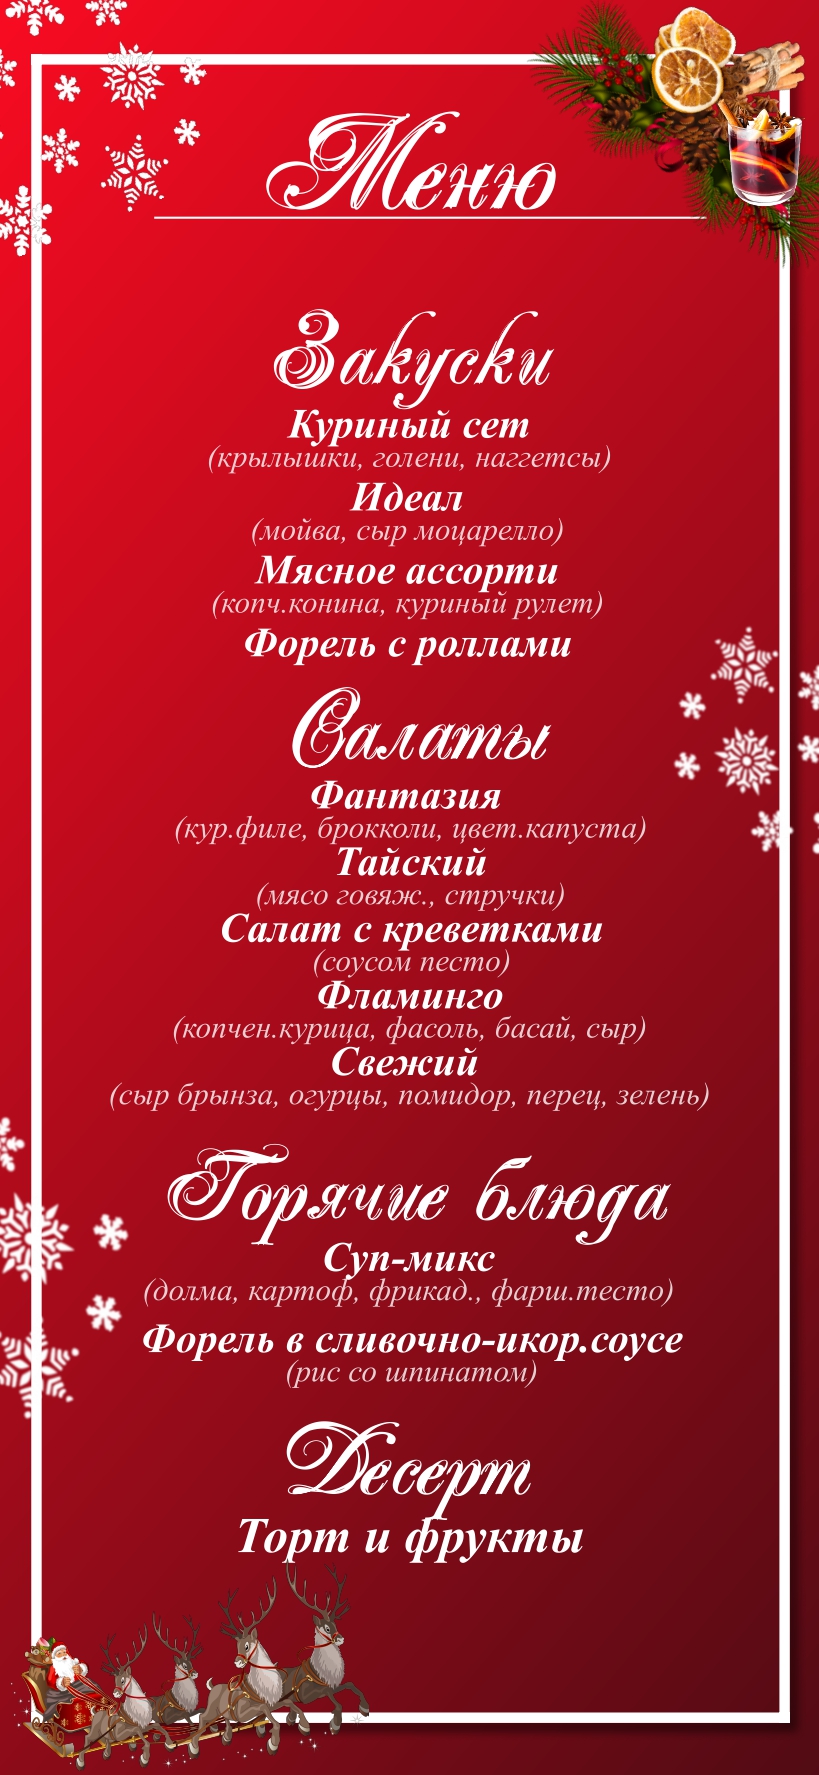 Меню
Закуски
Куриный сет
(крылышки, голени, наггетсы)
Идеал
(мойва, сыр моцарелло)
Мясное ассорти
(копч.конина, куриный рулет)
Форель с роллами
Салаты
Фантазия
(кур.филе, брокколи, цвет.капуста)
Тайский
(мясо говяж., стручки)
Салат с креветками
(соусом песто)
Фламинго
(копчен.курица, фасоль, басай, сыр)
Свежий
(сыр брынза, огурцы, помидор, перец, зелень)
Горячие блюда
Суп-микс
(долма, картоф, фрикад., фарш.тесто)
Форель в сливочно-икор.соусе
(рис со шпинатом)
Десерт
Торт и фрукты